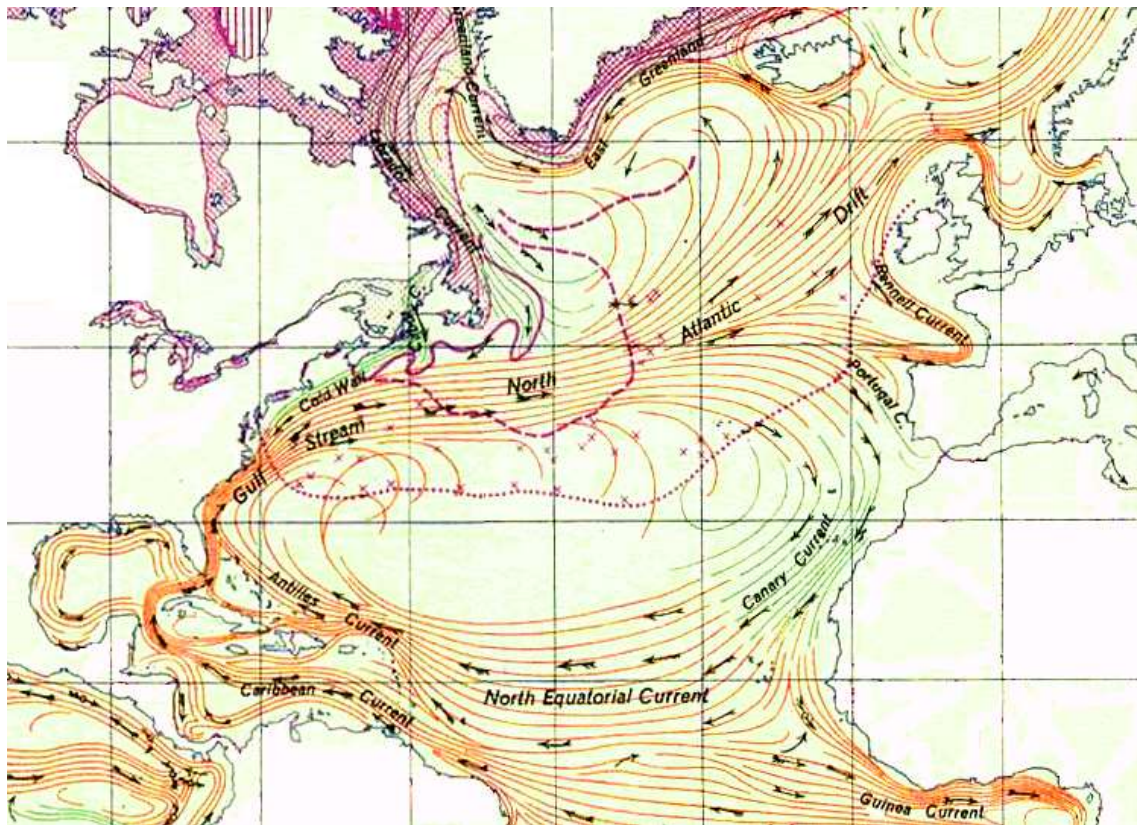 Greenland Current
East Greenland
Labrador Current
Drift
Rennell Current
Atlantic
North
Cold Wall
Portugal C.
Gulf Stream
Canary Current
Antilles Current
North Equatorial Current
Caribbean Current
Guinea Current